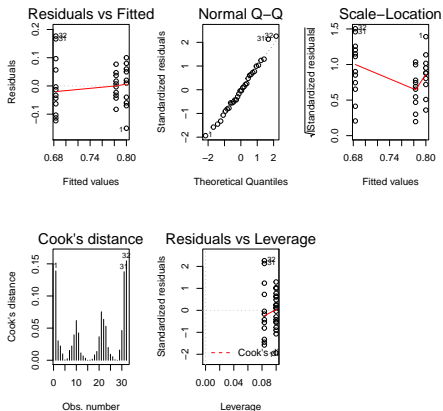 Residuals vs Fitted
Residuals
0.2
0.1
0.0
−0.1
32
31
1
0.68 0.74 0.80
Fitted values
Normal Q−Q
Standardized residuals
2
1
0
−1
−2
32
31
1
−2 0 1 2
Theoretical Quantiles
Scale−Location
√|Standardized residuals|
1.5
1.0
0.5
0.0
32
31
1
0.68 0.74 0.80
Fitted values
Cook's distance
Cook's distance
0.15
0.10
0.05
0.00
1
32
31
0 10 20 30
Obs. number
Residuals vs Leverage
Standardized residuals
2
1
0
−1
−2
32
31
Cook's di
0.00 0.04 0.08
Leverage